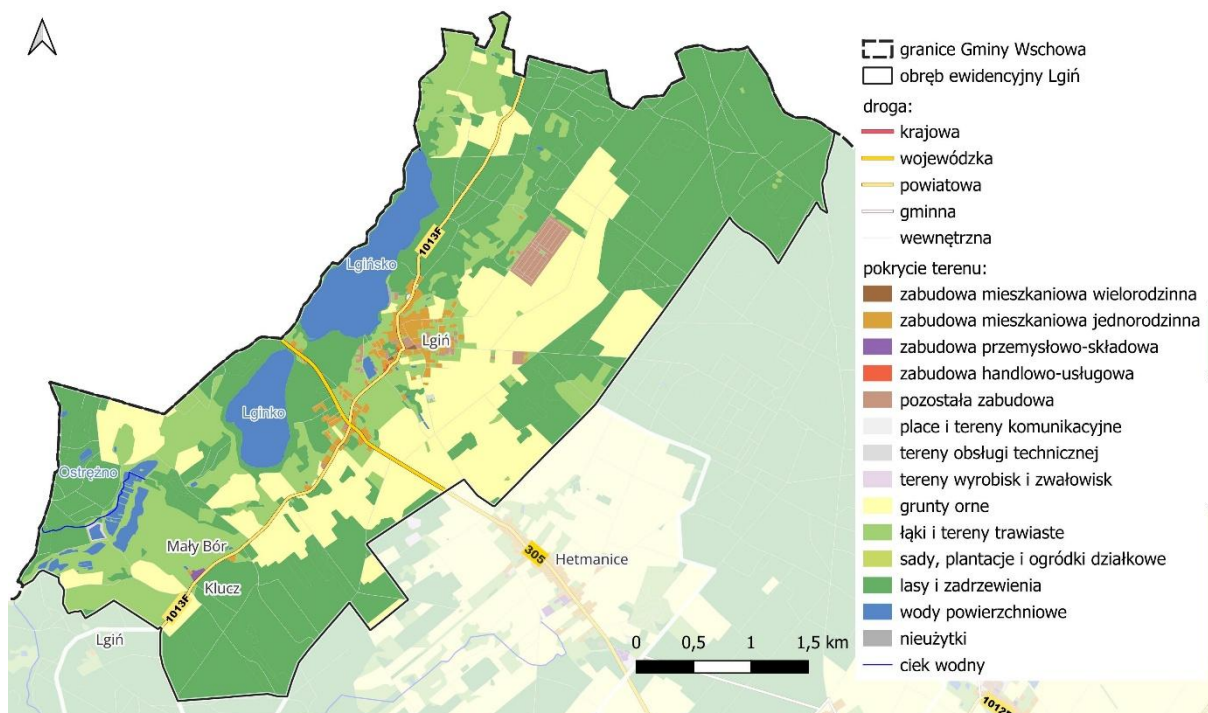 granice Gminy Wschowa
obręb ewidencyjny Lgiń
droga:
krajowa
wojewódzka
powiatowa
gminna
wewnętrzna
pokrycie terenu:
zabudowa mieszkaniowa wielorodzinna
zabudowa mieszkaniowa jednorodzinna
zabudowa przemysłowo-składowa
zabudowa handlowo-usługowa
pozostała zabudowa
place i tereny komunikacyjne
tereny obsługi technicznej
tereny wyrobisk i zwałowisk
grunty orne
łąki i tereny trawiaste
sady, plantacje i ogródki działkowe
lasy i zadrzewienia
wody powierzchniowe
nieużytki
ciek wodny
1013F
Lgińsko
Lgiń
Lginko
Ostrężno
Mały Bór
Klucz
1013F
Lgiń
305
Hetmanice
0 0,5 1 1,5 km